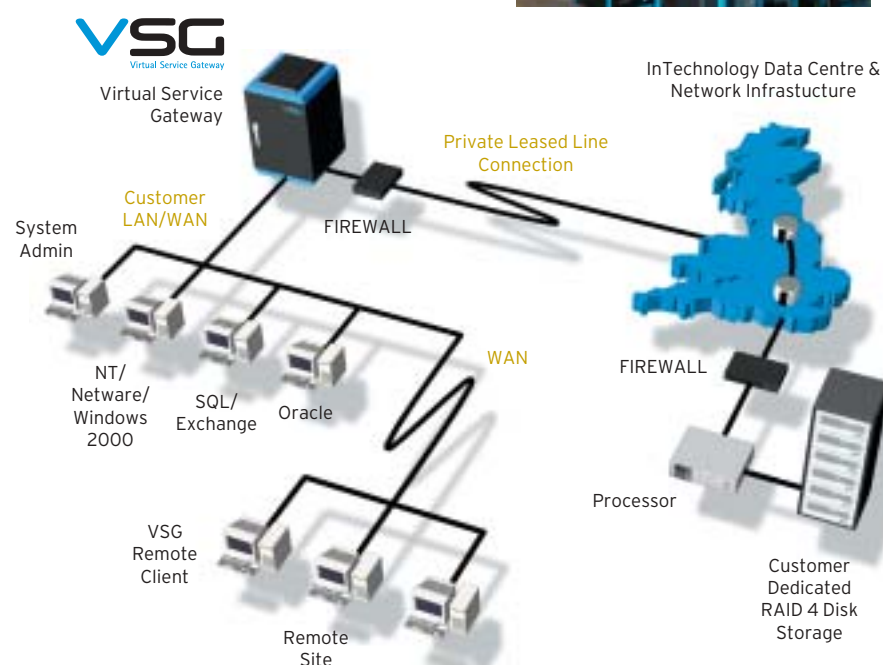 VSG
Virtual Service Gateway
Virtual Service
Gateway
InTechnology Data Centre &
Network Infrastucture
Private Leased Line
Connection
Customer
LAN/WAN
FIREWALL
System
Admin
NT/
Netware/
Windows
2000
SQL/
Exchange
Oracle
WAN
FIREWALL
Processor
VSG
Remote
Client
Remote
Site
Customer
Dedicated
RAID 4 Disk
Storage